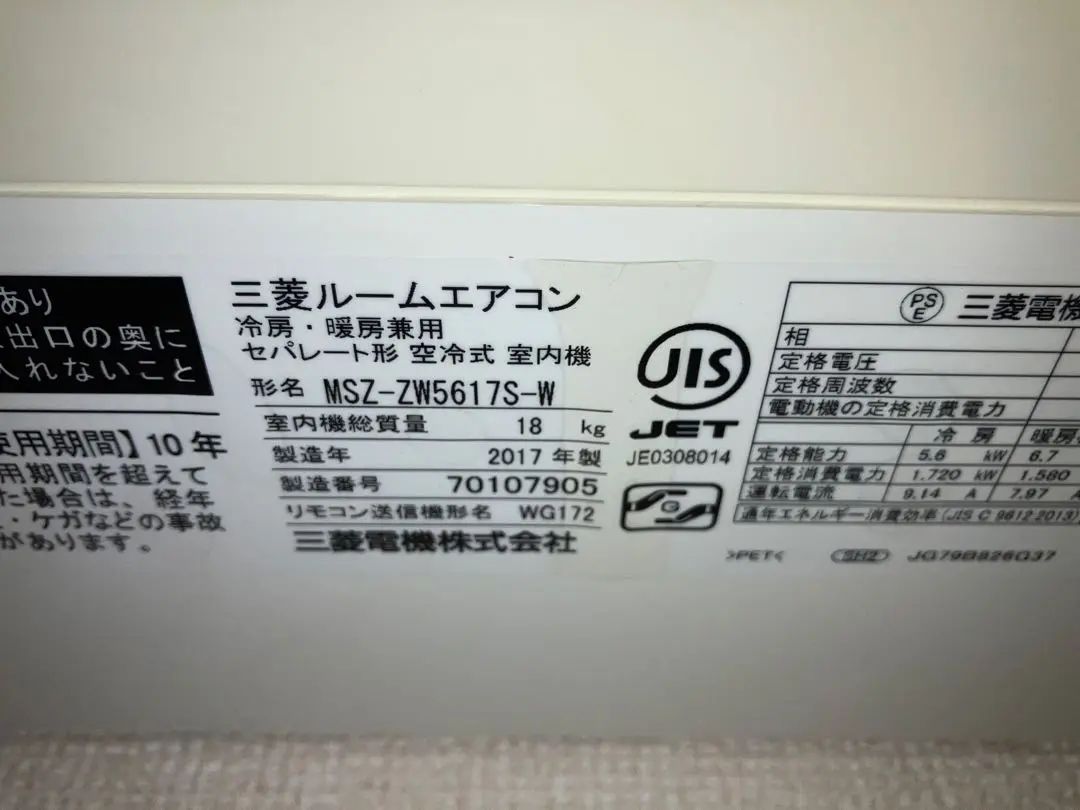 あり
出口の奥に
入れないこと
使用期間】10年
用期間を超えて
た場合は、経年
・ケガなどの事故
があります。
三菱ルームエアコン
冷房・暖房兼用
セパレート形 空冷式 室内機
形名 MSZ-ZW5617S-W
室内機総質量 18 kg
製造年 2017 年製
製造番号 70107905
リモコン送信機形名 WG172
三菱電機株式会社
JIS
JET
JE0308014
G
PS
E
三菱電機
相
定格電圧
定格周波数
電動機の定格消費電力
冷房 暖房
定格能力 5.6 kW 6.7
定格消費電力 1.720 kW 1.580
運転電流 9.14 A 7.97 A
通年エネルギー消費効率(JIS C 9612:2013)
>PET< SH2 JG79B826G37